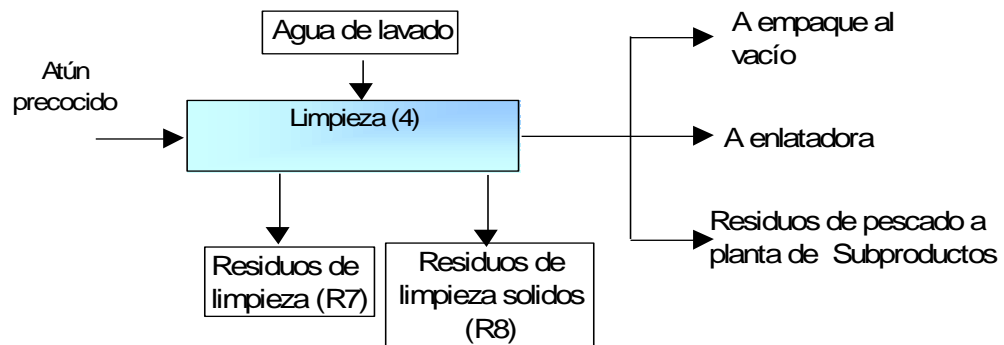 Agua de lavado
A empaque al
vacío
Atún
precocido
Limpieza (4)
A enlatadora
Residuos de
limpieza (R7)
Residuos de
limpieza solidos
(R8)
Residuos de pescado a
planta de Subproductos